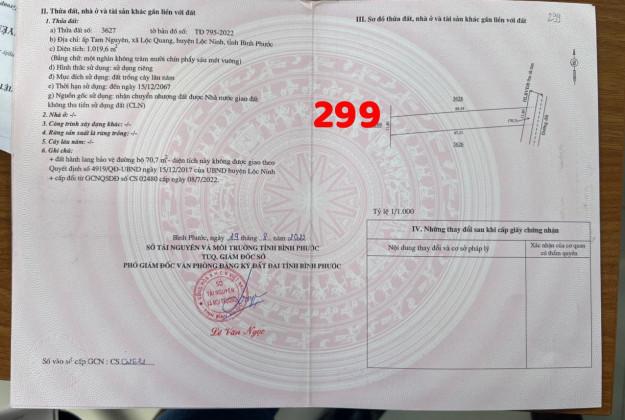 II. Thửa đất, nhà ở và tài sản khác gắn liền với đất
1. Thửa đất:
a) Thửa đất số: 3627 tờ bản đồ số: TD 795-2022
b) Địa chỉ: ấp Tam Nguyên, xã Lộc Quang, huyện Lộc Ninh, tỉnh Bình Phước
c) Diện tích: 1.019,6 m²
(Bằng chữ: một nghìn không trăm mười chín phẩy sáu mét vuông)
d) Hình thức sử dụng: sử dụng riêng
đ) Mục đích sử dụng: đất trồng cây lâu năm
e) Thời hạn sử dụng: đến ngày 15/12/2067
g) Nguồn gốc sử dụng: nhận chuyển nhượng đất được Nhà nước giao đất
không thu tiền sử dụng đất (CLN)
2. Nhà ở: -/-
3. Công trình xây dựng khác: -/-
4. Rừng sản xuất là rừng trồng: -/-
5. Cây lâu năm: -/-
6. Ghi chú:
+ đất hành lang bảo vệ đường bộ 70,7 m² - diện tích này không được giao theo
Quyết định số 4919/QĐ-UBND ngày 15/12/2017 của UBND huyện Lộc Ninh
+ cấp đổi từ GCNQSDĐ số CS 02480 cấp ngày 08/7/2022.
Bình Phước, ngày 19 tháng 8 năm 2022
SỞ TÀI NGUYÊN VÀ MÔI TRƯỜNG TỈNH BÌNH PHƯỚC
TUQ. GIÁM ĐỐC SỞ
PHÓ GIÁM ĐỐC VĂN PHÒNG ĐĂNG KÝ ĐẤT ĐAI TỈNH BÌNH PHƯỚC
SỞ
TÀI NGUYÊN
Lê Văn Ngọc
Số vào sổ cấp GCN : CS
III. Sơ đồ thửa đất, nhà ở và tài sản khác gắn liền với đất
299
299
3628
3626
Tỷ lệ 1/1.000
IV. Những thay đổi sau khi cấp giấy chứng nhận
Nội dung thay đổi và cơ sở pháp lý
Xác nhận của cơ quan
có thẩm quyền